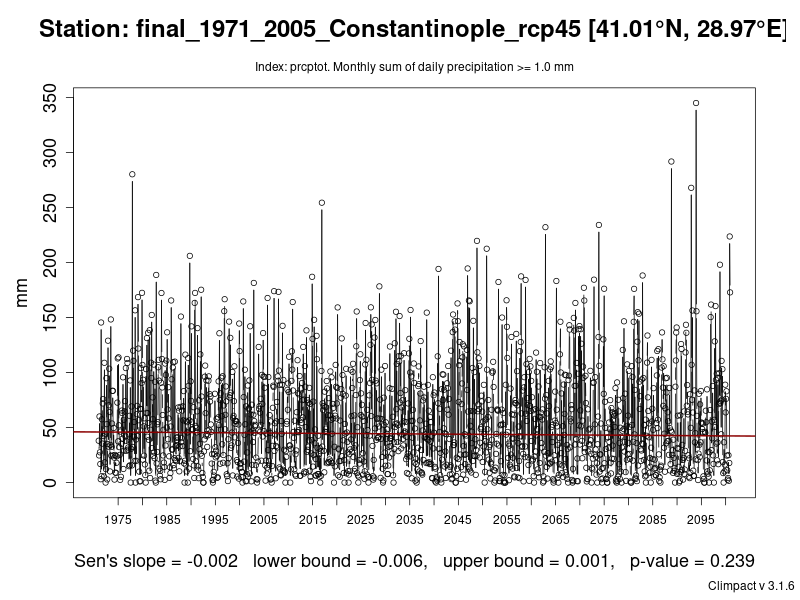 Station: final_1971_2005_Constantinople_rcp45 [41.01°N, 28.97°E]
Index: prcptot. Monthly sum of daily precipitation >= 1.0 mm
350
300
250
200
150
100
50
0
mm
1975 1985 1995 2005 2015 2025 2035 2045 2055 2065 2075 2085 2095
Sen's slope = -0.002 lower bound = -0.006, upper bound = 0.001, p-value = 0.239
Climpact v 3.1.6